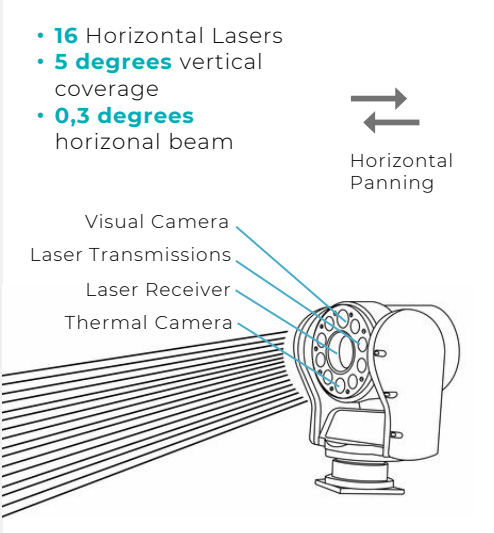 • 16 Horizontal Lasers
• 5 degrees vertical
coverage
• 0,3 degrees
horizonal beam
Horizontal
Panning
Visual Camera
Laser Transmissions
Laser Receiver
Thermal Camera